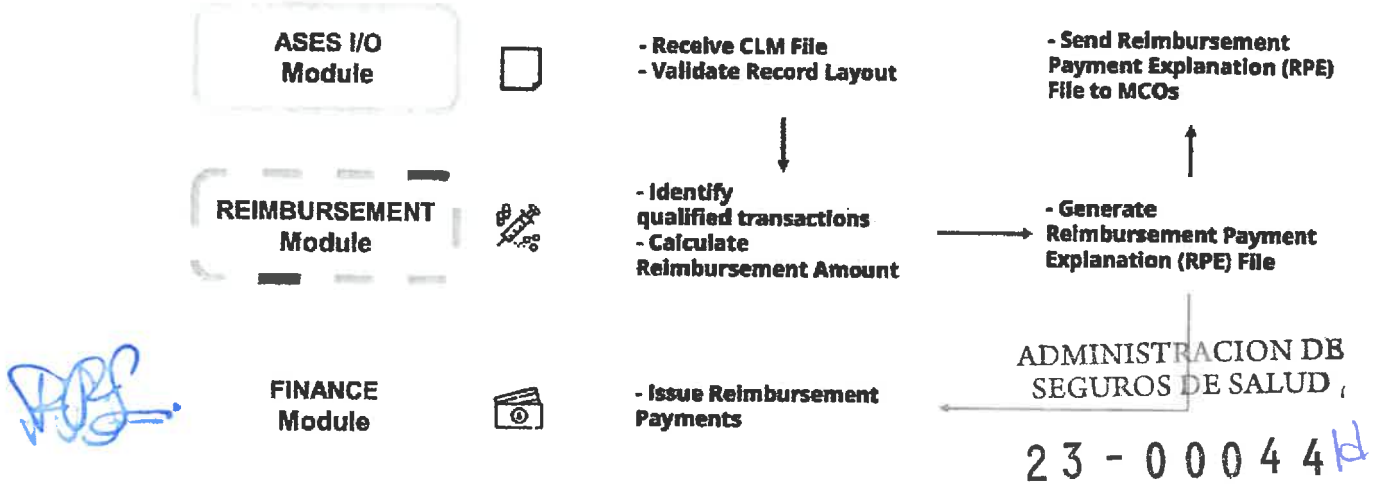 ASES I/O
Module
- Receive CLM File
- Validate Record Layout
- Send Reimbursement
Payment Explanation (RPE)
File to MCOs
REIMBURSEMENT
Module
- Identify
qualified transactions
- Calculate
Reimbursement Amount
- Generate
Reimbursement Payment
Explanation (RPE) File
FINANCE
Module
- Issue Reimbursement
Payments
ADMINISTRACION DE
SEGUROS DE SALUD
23-00044